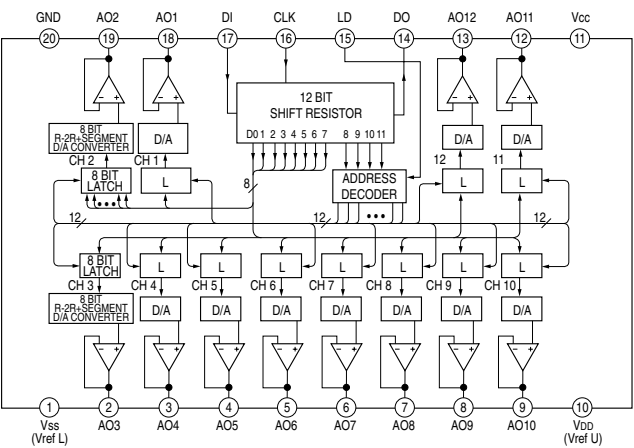 GND AO2 AO1 DI CLK LD DO AO12 AO11 Vcc
20 19 18 17 16 15 14 13 12 11
12 BIT
SHIFT RESISTOR
D0 1 2 3 4 5 6 7 8 9 10 11
8 BIT
R-2R+SEGMENT
D/A CONVERTER
D/A
D/A
D/A
CH 2
CH 1
12
11
8 BIT
LATCH
L
8
ADDRESS
DECODER
L
L
12
12
12
8 BIT
LATCH
L
L
L
L
L
L
L
CH 3 CH 4 CH 5 CH 6 CH 7 CH 8 CH 9 CH 10
8 BIT
R-2R+SEGMENT
D/A CONVERTER
D/A
D/A
D/A
D/A
D/A
D/A
D/A
1 2 3 4 5 6 7 8 9 10
Vss AO3 AO4 AO5 AO6 AO7 AO8 AO9 AO10 VDD
(Vref L) (Vref U)